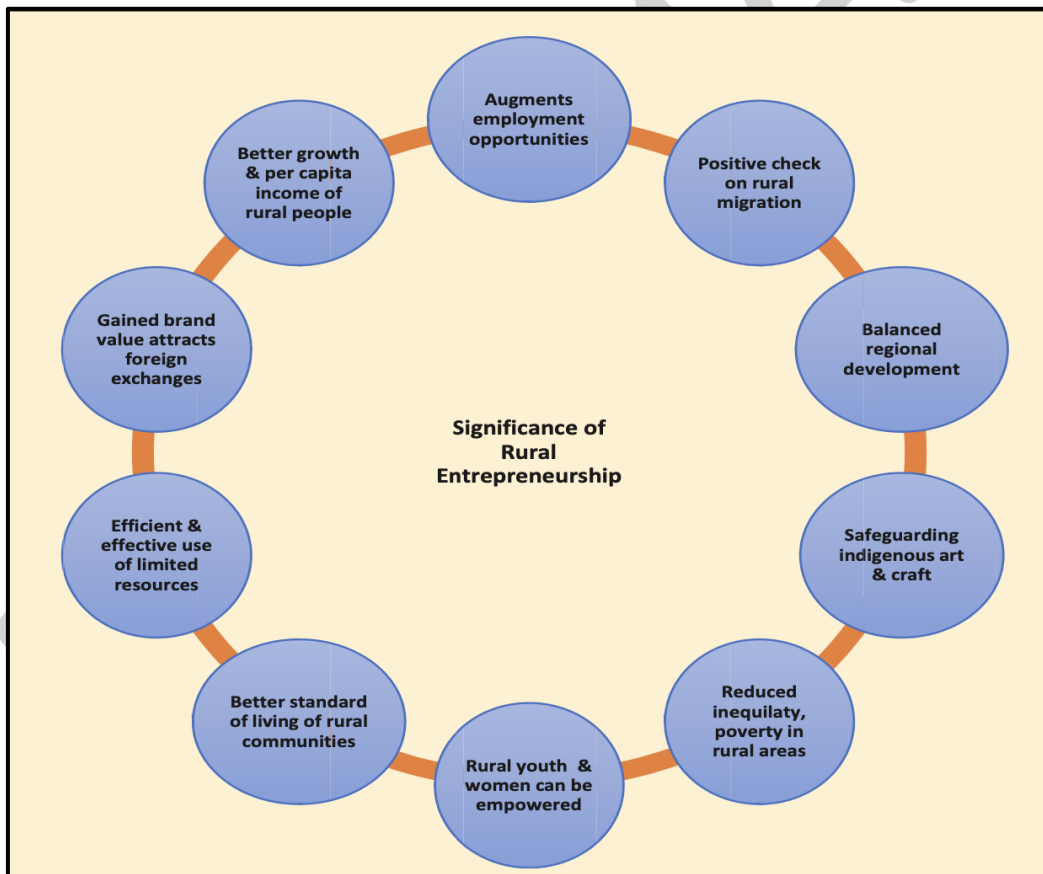 Augments
employment
opportunities
Positive check
on rural
migration
Balanced
regional
development
Safeguarding
indigenous art
& craft
Reduced
inequilaty,
poverty in
rural areas
Rural youth & 
women can be
empowered
Better standard
of living of rural
communities
Efficient &
effective use
of limited
resources
Gained brand
value attracts
foreign
exchanges
Better growth
& per capita
income of
rural people
Significance of
Rural
Entrepreneurship